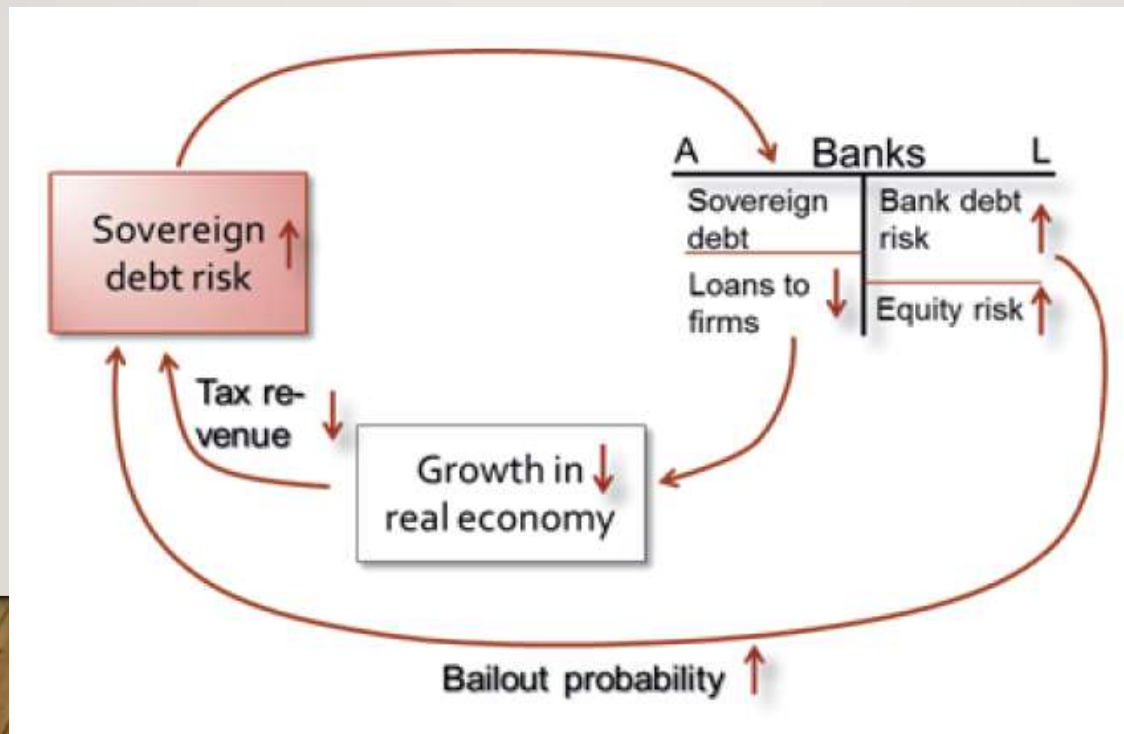 A Banks L
Sovereign
debt
Bank debt
risk
Loans to
firms
Equity risk
Sovereign
debt risk
Tax re-
venue
Growth in
real economy
Bailout probability